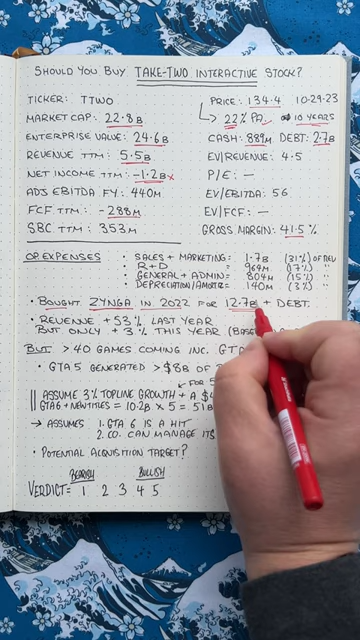 SHOULD YOU BUY TAKE-TWO INTERACTIVE STOCK?
TICKER: TTWO
MARKET CAP: 22.8B
ENTERPRISE VALUE: 24.6B
REVENUE TTM: 5.5B
NET INCOME TTM: -1.2B x
ADJ EBITDA FY: 440M
FCF TTM: -288M
SBC TTM: 353M
PRICE: 134.4 10-29-23
22% PA 10 YEARS
CASH: 889M DEBT: 2.7B
EV/REVENUE: 4.5
P/E: —
EV/EBITDA: 56
EV/FCF: —
GROSS MARGIN: 41.5%
OP. EXPENSES
• SALES + MARKETING = 1.7B (31%) OF REV
• R+D = 964M (17%) "
• GENERAL + ADMIN = 804M (15%) "
• DEPRECIATION/AMORTIZ = 140M (3%) "
• BOUGHT ZYNGA IN 2022 FOR 12.7B + DEBT.
• REVENUE + 53% LAST YEAR
BUT ONLY + 3% THIS YEAR
BUT: > 40 GAMES COMING INC. GTA
• GTA 5 GENERATED > $8B OF
FOR 5
ASSUME 3% TOPLINE GROWTH +
GTA6 + NEW TITLES = 10.2B × 5 = 51B
→ ASSUMES 1. GTA 6 IS A HIT
2. CO. CAN MANAGE ITS
• POTENTIAL ACQUISITION TARGET?
BEARISH BULLISH
VERDICT = 1 2 3 4 5